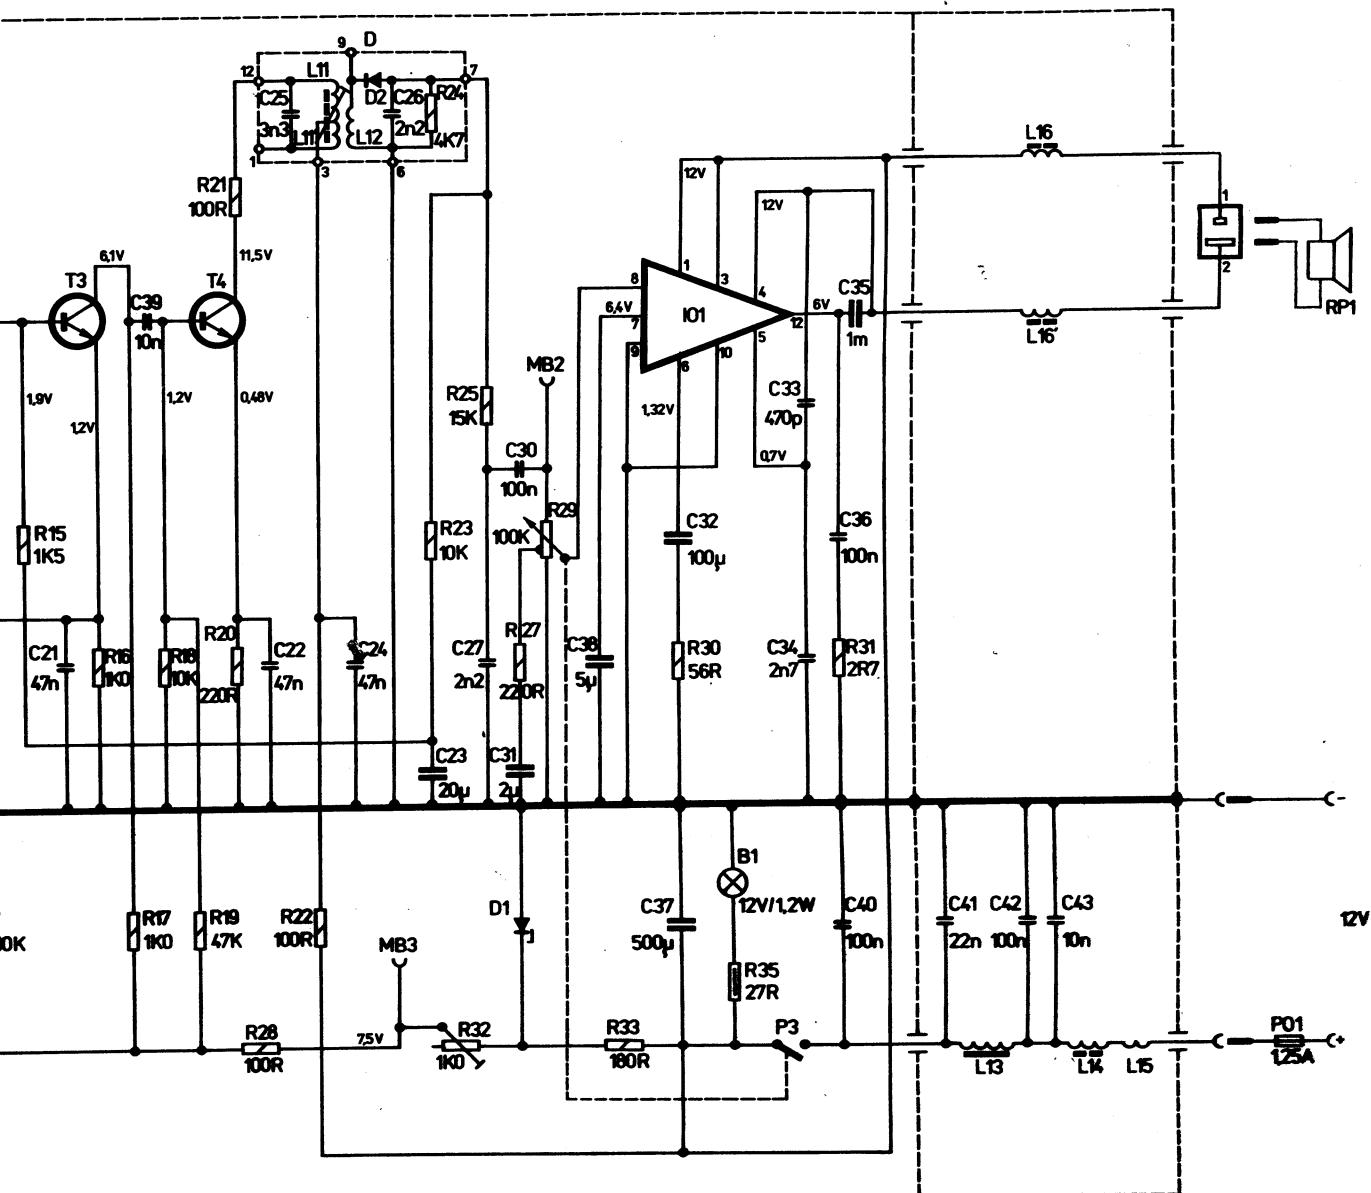 9 D
12 L11 7
C25 D2 C26 R24
3n3 L11' L12 2n2 4K7
1 3 6
R21
100R
6,1V 11,5V
T3 C39 T4
10n
1,9V 1,2V 1,2V 0,48V
R15
1K5
C21
47n
R16
1K0
R18
10K
R20
220R
C22
47n
C24
47n
R25
15K
C30
100n
MB2
R29
100K
R23
10K
C27
2n2
R27
220R
C38
5µ
C23
20µ
C31
2µ
12V 12V
1 3 4
8
6,4V
7
9
IO1
12
6 10 5
6V
C35
1m
1,32V
0,7V
C33
470p
C32
100µ
C36
100n
R30
56R
C34
2n7
R31
2R7
L16
L16'
1
2
RP1
-
R17
1K0
R19
47K
R22
100R
0K
MB3
D1
C37
500µ
B1
12V/1,2W
R35
27R
C40
100n
C41
22n
C42
100n
C43
10n
12V
R28
100R
7,5V
R32
1K0
R33
180R
P3
L13
L14
L15
PO1
1,25A
+